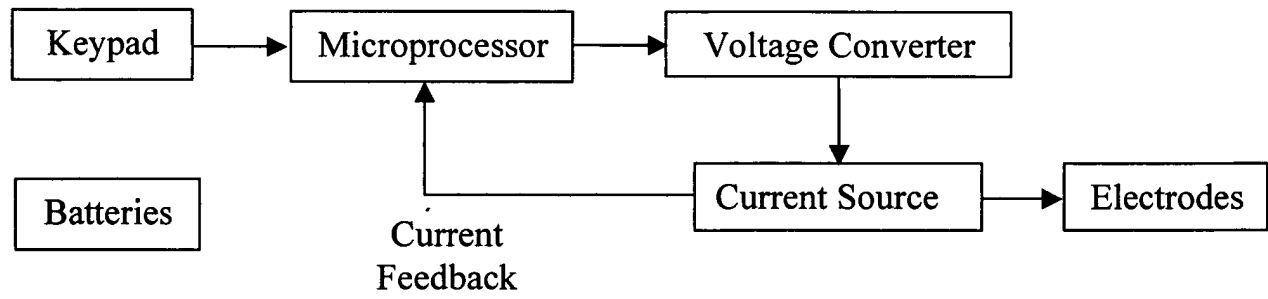 Keypad
Microprocessor
Voltage Converter
Batteries
Current Source
Electrodes
Current
Feedback